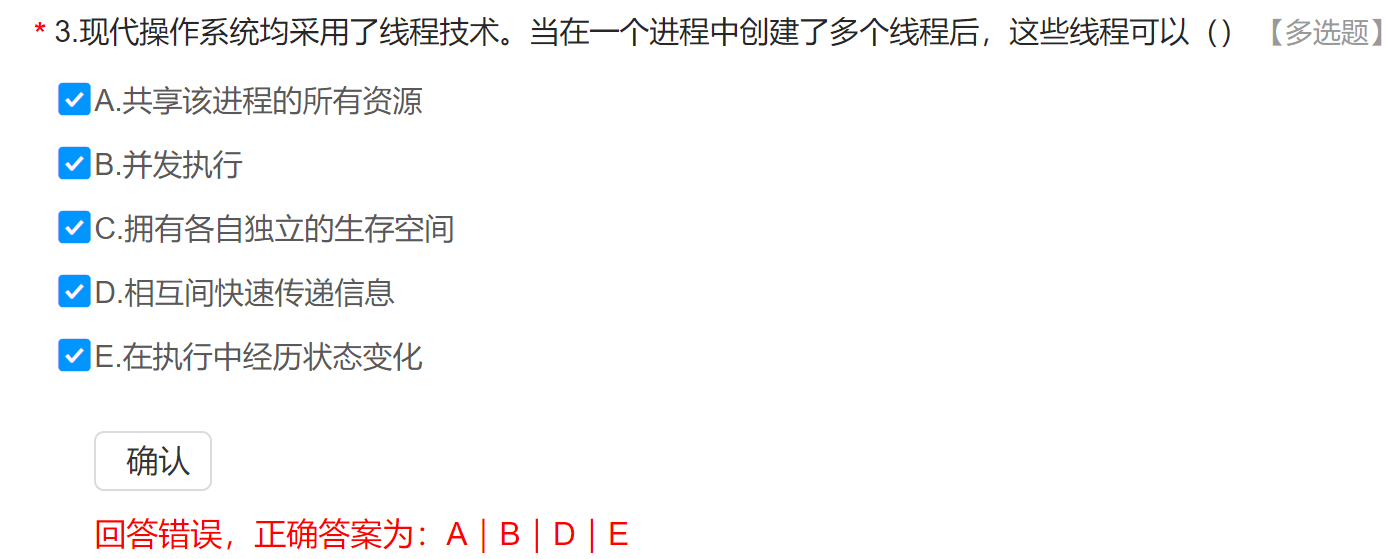 * 3.现代操作系统均采用了线程技术。当在一个进程中创建了多个线程后，这些线程可以（） 【多选题】
A.共享该进程的所有资源
B.并发执行
C.拥有各自独立的生存空间
D.相互间快速传递信息
E.在执行中经历状态变化
确认
回答错误，正确答案为：A | B | D | E